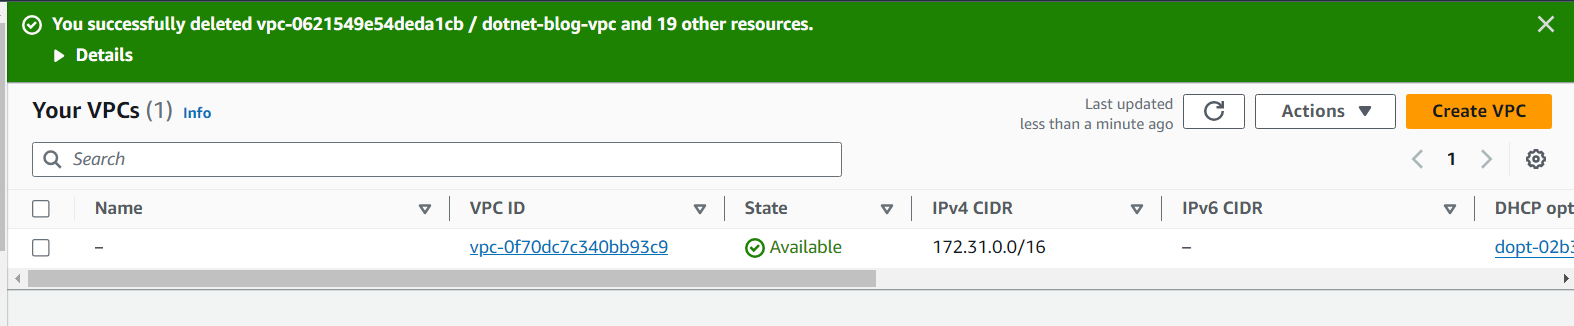 You successfully deleted vpc-0621549e54deda1cb / dotnet-blog-vpc and 19 other resources.
Details
Your VPCs (1) Info
Last updated
less than a minute ago
Actions
Create VPC
Search
1
Name VPC ID State IPv4 CIDR IPv6 CIDR DHCP opt
– vpc-0f70dc7c340bb93c9 Available 172.31.0.0/16 – dopt-02b3